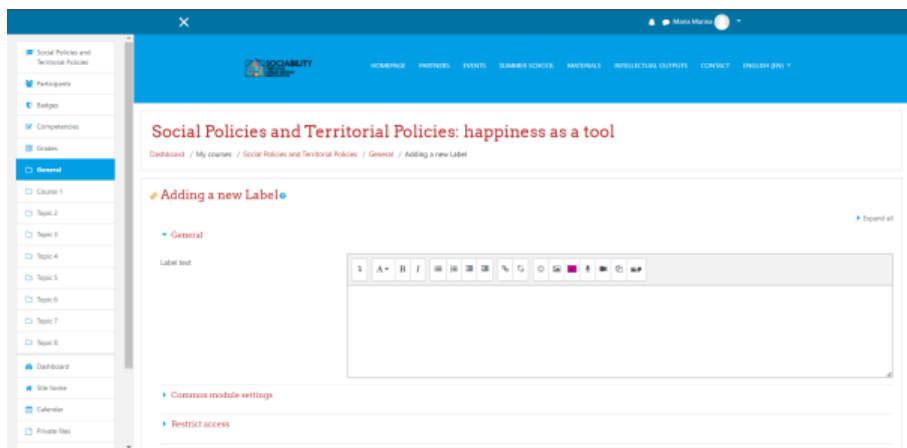 Maria Marino
Social Policies and
Territorial Policies
Participants
Badges
Competencies
Grades
General
Course 1
Topic 2
Topic 3
Topic 4
Topic 5
Topic 6
Topic 7
Topic 8
Dashboard
Site home
Calendar
Private files
SOCIABILITY
HOMEPAGE PARTNERS EVENTS SUMMER SCHOOL MATERIALS INTELLECTUAL OUTPUTS CONTACT ENGLISH (EN)
Social Policies and Territorial Policies: happiness as a tool
Dashboard / My courses / Social Policies and Territorial Policies / General / Adding a new Label
Adding a new Label
Expand all
General
Label text
A B I
H-P
Common module settings
Restrict access